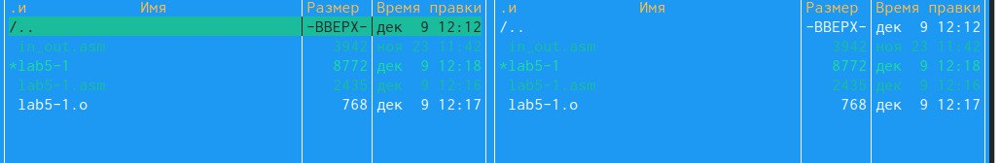 .и Имя Размер Время правки .и Имя Размер Время правки
/.. -ВВЕРХ- дек 9 12:12 /.. -ВВЕРХ- дек 9 12:12
in_out.asm 3942 ноя 23 11:42 in_out.asm 3942 ноя 23 11:42
*lab5-1 8772 дек 9 12:18 *lab5-1 8772 дек 9 12:18
lab5-1.asm 2435 дек 9 12:16 lab5-1.asm 2435 дек 9 12:16
lab5-1.o 768 дек 9 12:17 lab5-1.o 768 дек 9 12:17